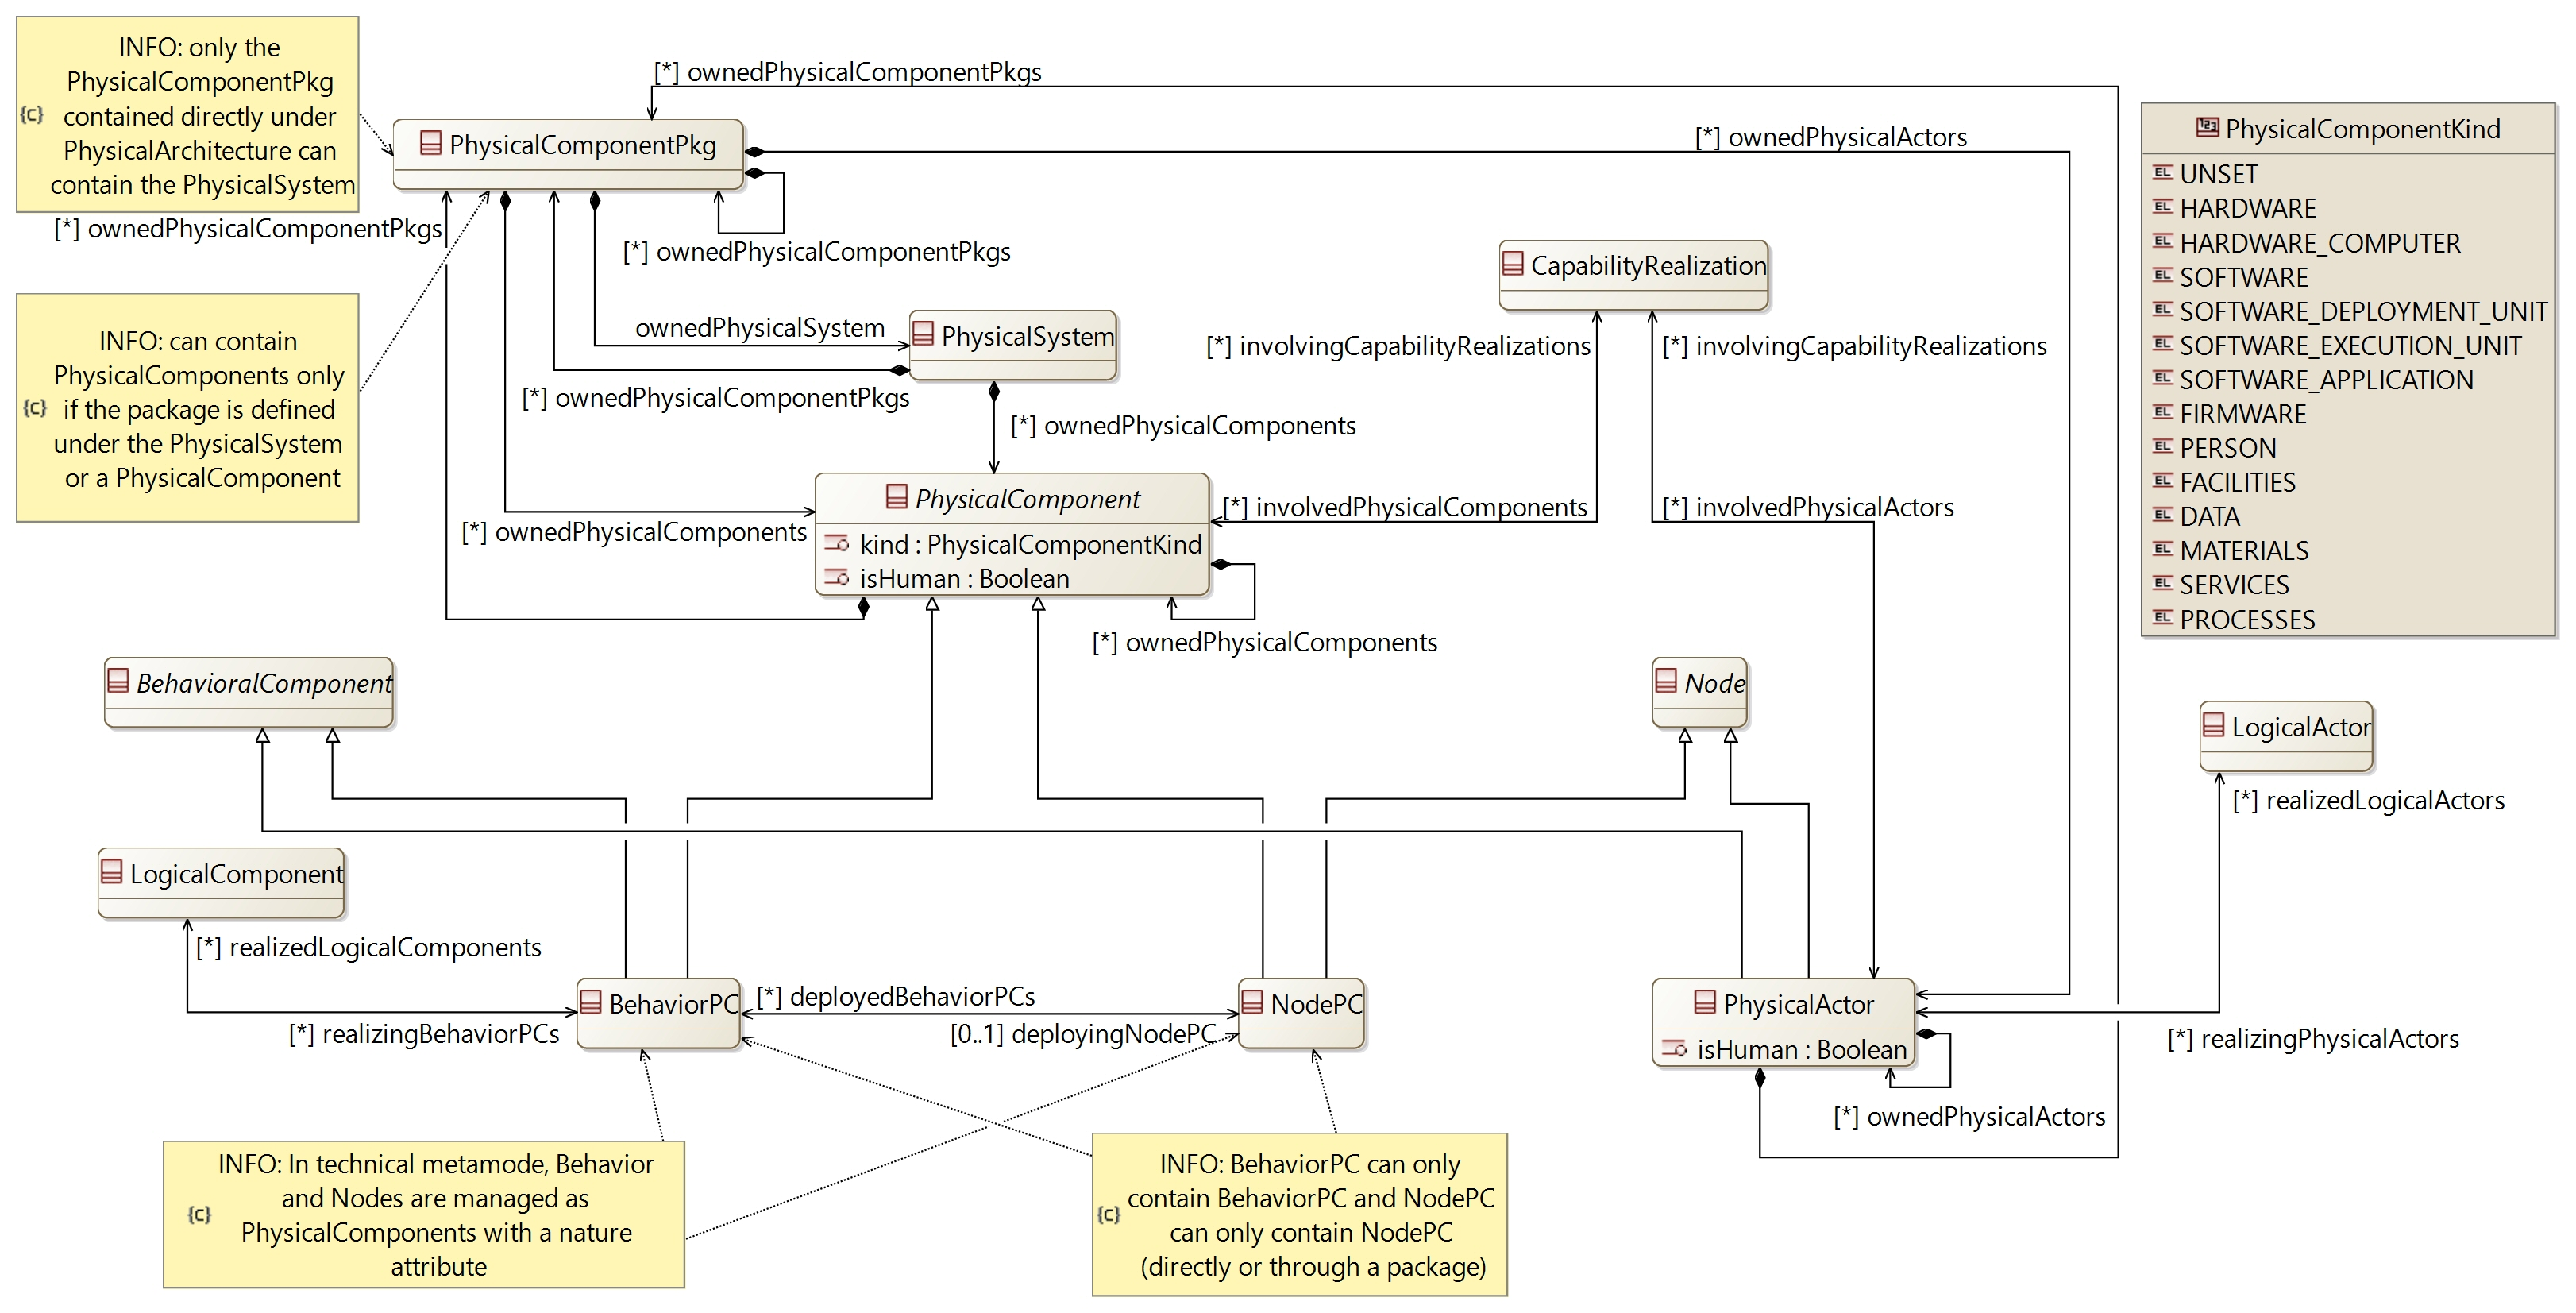 INFO: only the
PhysicalComponentPkg
contained directly under
PhysicalArchitecture can
contain the PhysicalSystem
{c}
[*] ownedPhysicalComponentPkgs
PhysicalComponentPkg
[*] ownedPhysicalActors
[*] ownedPhysicalComponentPkgs
[*] ownedPhysicalComponentPkgs
PhysicalComponentKind
UNSET
HARDWARE
HARDWARE_COMPUTER
SOFTWARE
SOFTWARE_DEPLOYMENT_UNIT
SOFTWARE_EXECUTION_UNIT
SOFTWARE_APPLICATION
FIRMWARE
PERSON
FACILITIES
DATA
MATERIALS
SERVICES
PROCESSES
INFO: can contain
PhysicalComponents only
if the package is defined
under the PhysicalSystem
or a PhysicalComponent
{c}
ownedPhysicalSystem
PhysicalSystem
[*] ownedPhysicalComponentPkgs
[*] ownedPhysicalComponents
CapabilityRealization
[*] involvingCapabilityRealizations
[*] involvingCapabilityRealizations
PhysicalComponent
kind : PhysicalComponentKind
isHuman : Boolean
[*] ownedPhysicalComponents
[*] involvedPhysicalComponents
[*] involvedPhysicalActors
[*] ownedPhysicalComponents
BehavioralComponent
Node
LogicalActor
[*] realizedLogicalActors
LogicalComponent
[*] realizedLogicalComponents
[*] realizingBehaviorPCs
BehaviorPC
[*] deployedBehaviorPCs
[0..1] deployingNodePC
NodePC
PhysicalActor
isHuman : Boolean
[*] realizingPhysicalActors
[*] ownedPhysicalActors
INFO: In technical metamode, Behavior
and Nodes are managed as
{c}
PhysicalComponents with a nature
attribute
INFO: BehaviorPC can only
contain BehaviorPC and NodePC
{c}
can only contain NodePC
(directly or through a package)